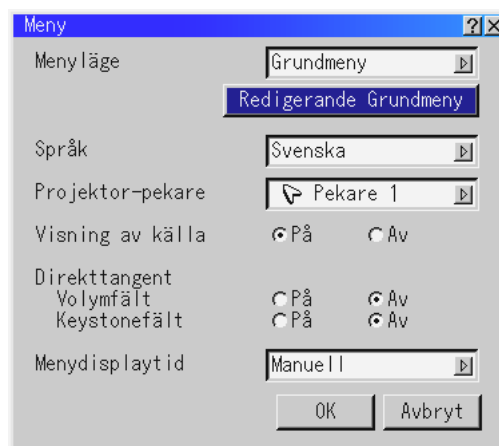 Meny
Menyläge Grundmeny
Redigerande Grundmeny
Språk Svenska
Projektor-pekare Pekare 1
Visning av källa På Av
Direkttangent
Volymfält På Av
Keystonefält På Av
Menydisplaytid Manuell
OK Avbryt